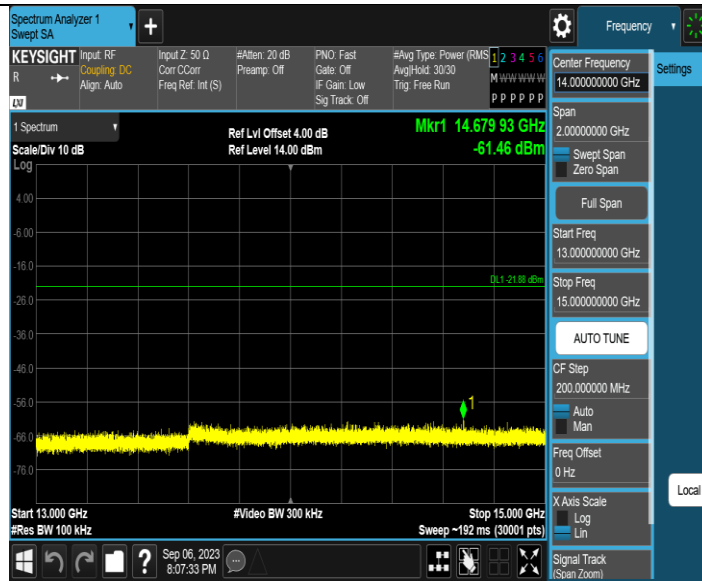 Spectrum Analyzer 1
Swept SA
+
Frequency
KEYSIGHT
R
LXI
Input: RF
Coupling: DC
Align: Auto
Input Z: 50 Ω
Corr CCorr
Freq Ref: Int (S)
#Atten: 20 dB
Preamp: Off
PNO: Fast
Gate: Off
IF Gain: Low
Sig Track: Off
#Avg Type: Power (RMS
Avg|Hold: 30/30
Trig: Free Run
1 2 3 4 5 6
M W W W W W
P P P P P P
1 Spectrum
Scale/Div 10 dB
Log
Ref Lvl Offset 4.00 dB
Ref Level 14.00 dBm
Mkr1 14.679 93 GHz
-61.46 dBm
4.00
-6.00
-16.0
-26.0
-36.0
-46.0
-56.0
-66.0
-76.0
DL1 -21.88 dBm
1
Start 13.000 GHz
#Res BW 100 kHz
#Video BW 300 kHz
Stop 15.000 GHz
Sweep ~192 ms (30001 pts)
?
Sep 06, 2023
8:07:33 PM
Center Frequency
14.00000000 GHz
Span
2.00000000 GHz
Swept Span
Zero Span
Full Span
Start Freq
13.000000000 GHz
Stop Freq
15.000000000 GHz
AUTO TUNE
CF Step
200.000000 MHz
Auto
Man
Freq Offset
0 Hz
X Axis Scale
Log
Lin
Signal Track
(Span Zoom)
Settings
Local